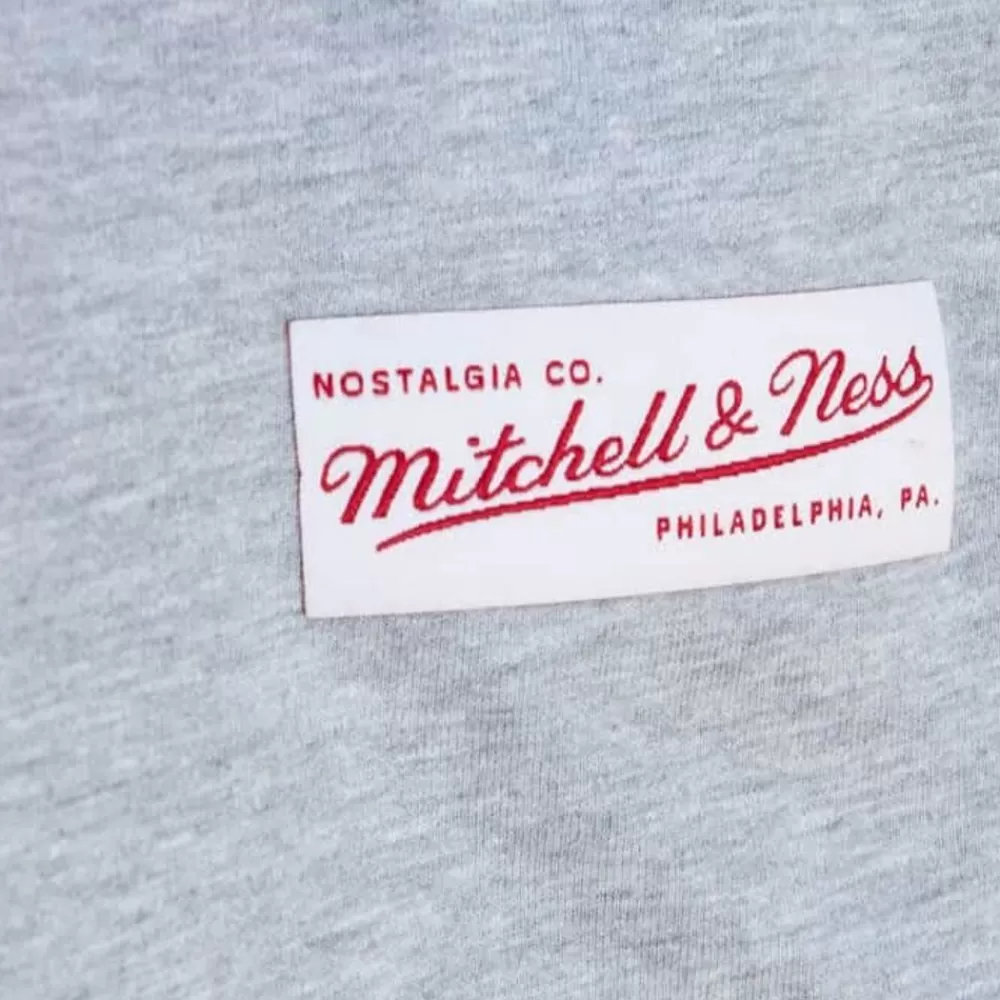 NOSTALGIA CO.
Mitchell & Ness
PHILADELPHIA, PA.